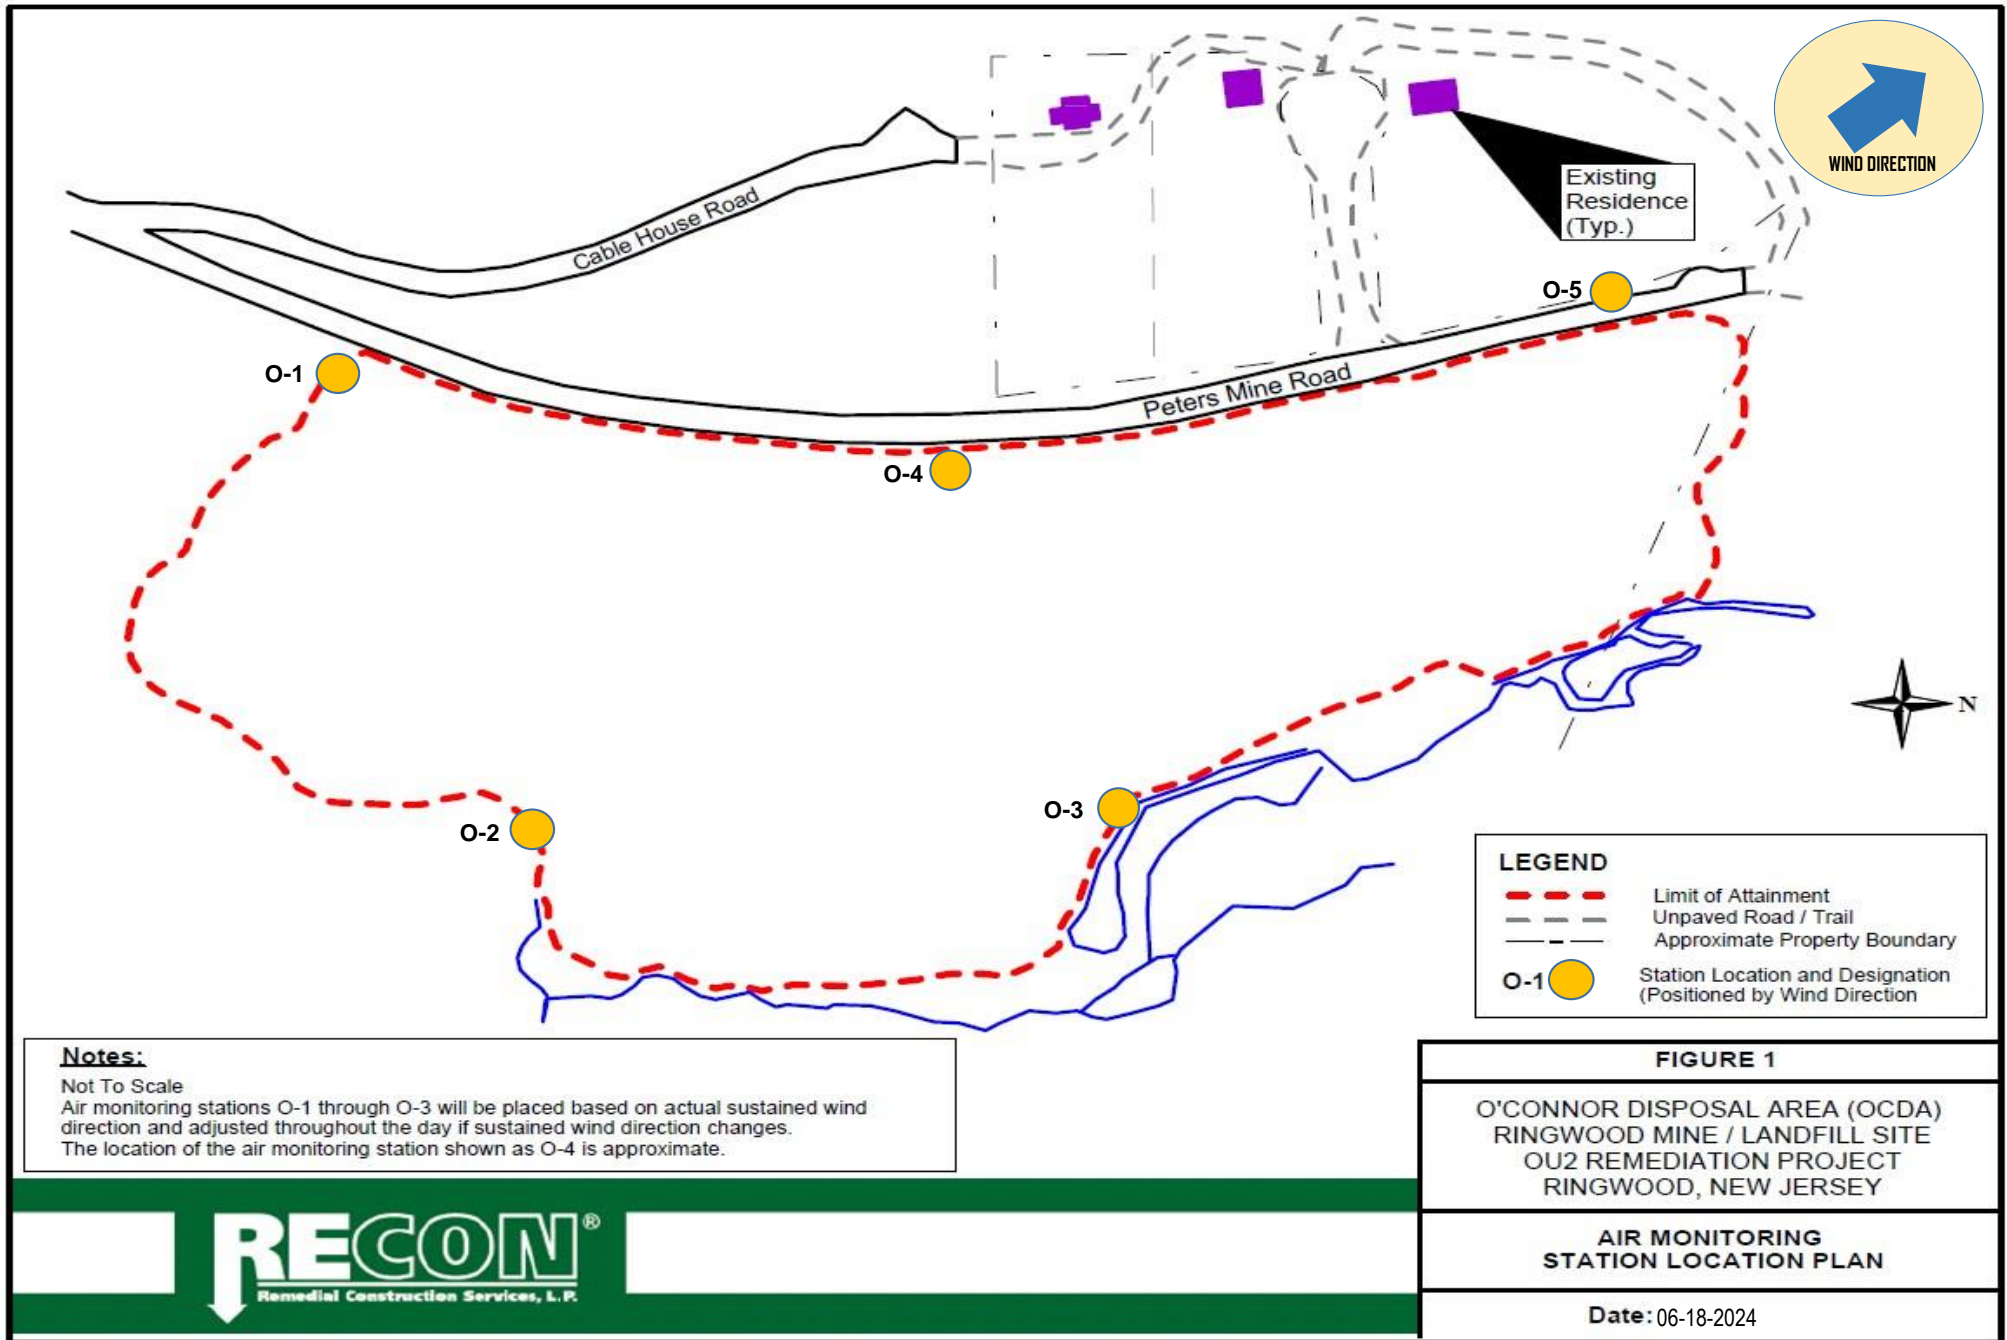 WIND DIRECTION
Existing
Residence
(Typ.)
Cable House Road
O-5
O-1
Peters Mine Road
O-4
N
O-3
O-2
LEGEND
Limit of Attainment
Unpaved Road / Trail
Approximate Property Boundary
O-1
Station Location and Designation
(Positioned by Wind Direction
Notes:
Not To Scale
Air monitoring stations O-1 through O-3 will be placed based on actual sustained wind
direction and adjusted throughout the day if sustained wind direction changes.
The location of the air monitoring station shown as O-4 is approximate.
FIGURE 1
O'CONNOR DISPOSAL AREA (OCDA)
RINGWOOD MINE / LANDFILL SITE
OU2 REMEDIATION PROJECT
RINGWOOD, NEW JERSEY
AIR MONITORING
STATION LOCATION PLAN
Date: 06-18-2024
RECON®
Remedial Construction Services, L.P.